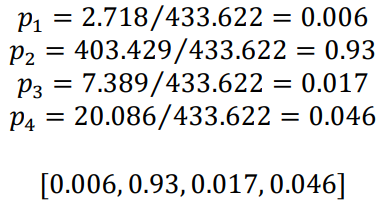 p₁ = 2.718/433.622 = 0.006
p₂ = 403.429/433.622 = 0.93
p₃ = 7.389/433.622 = 0.017
p₄ = 20.086/433.622 = 0.046
[0.006, 0.93, 0.017, 0.046]